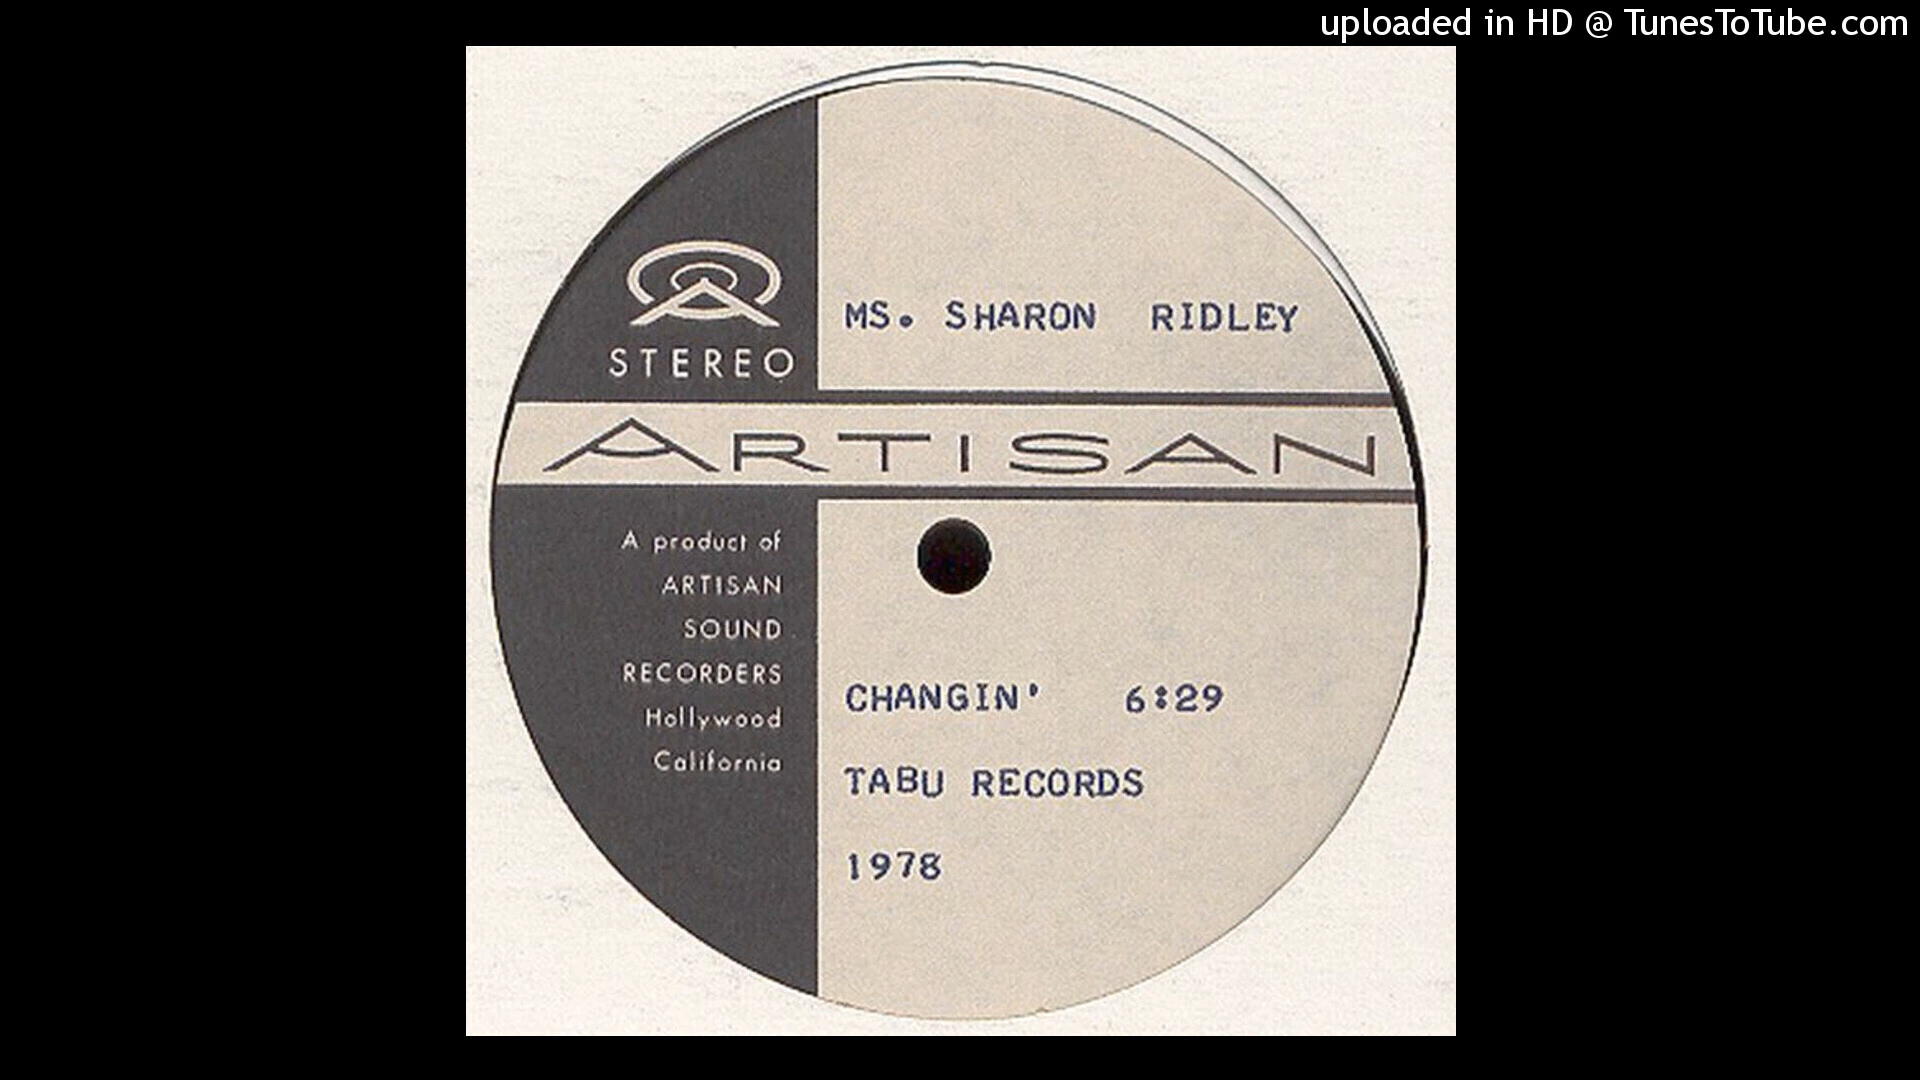 uploaded in HD @ TunesToTube.com
MS. SHARON RIDLEY
STEREO
ARTISAN
A product of
ARTISAN
SOUND
RECORDERS
Hollywood
California
CHANGIN' 6:29
TABU RECORDS
1978